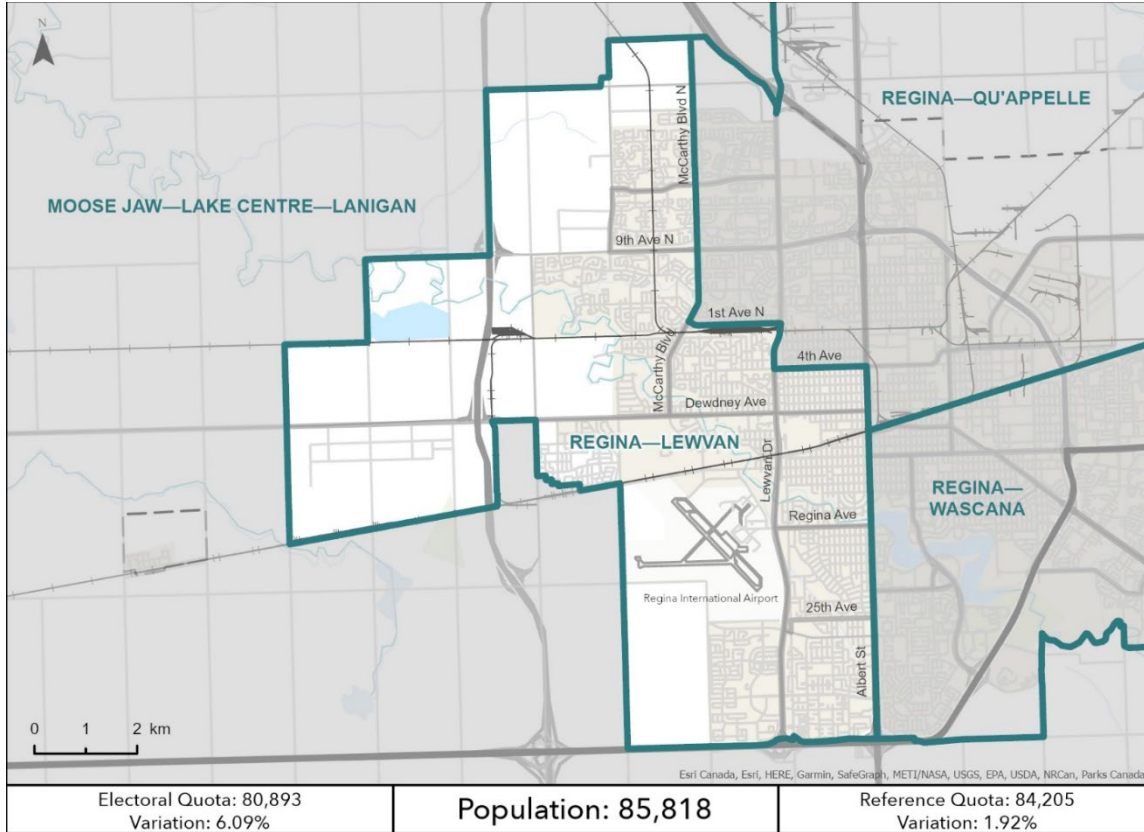 N
REGINA—QU'APPELLE
McCarthy Blvd N
MOOSE JAW—LAKE CENTRE—LANIGAN
9th Ave N
1st Ave N
McCarthy Blvd
4th Ave
Dewdney Ave
REGINA—LEWVAN
Lewvan Dr
REGINA—
WASCANA
Regina Ave
Regina International Airport
25th Ave
Albert St
0 1 2 km
Esri Canada, Esri, HERE, Garmin, SafeGraph, METI/NASA, USGS, EPA, USDA, NRCan, Parks Canada
Electoral Quota: 80,893
Variation: 6.09%
Population: 85,818
Reference Quota: 84,205
Variation: 1.92%